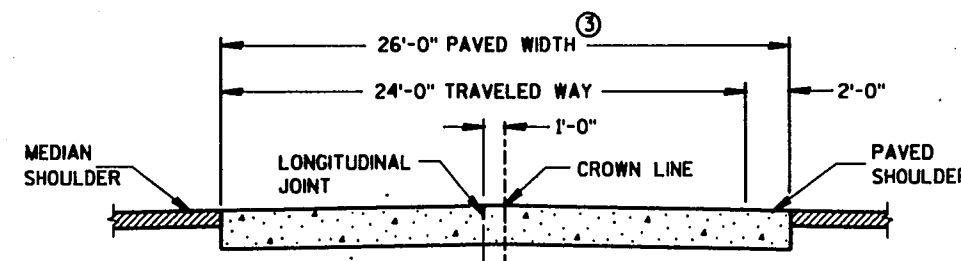 26'-0" PAVED WIDTH ③
24'-0" TRAVELED WAY
2'-0"
1'-0"
MEDIAN
SHOULDER
LONGITUDINAL
JOINT
CROWN LINE
PAVED
SHOULDER